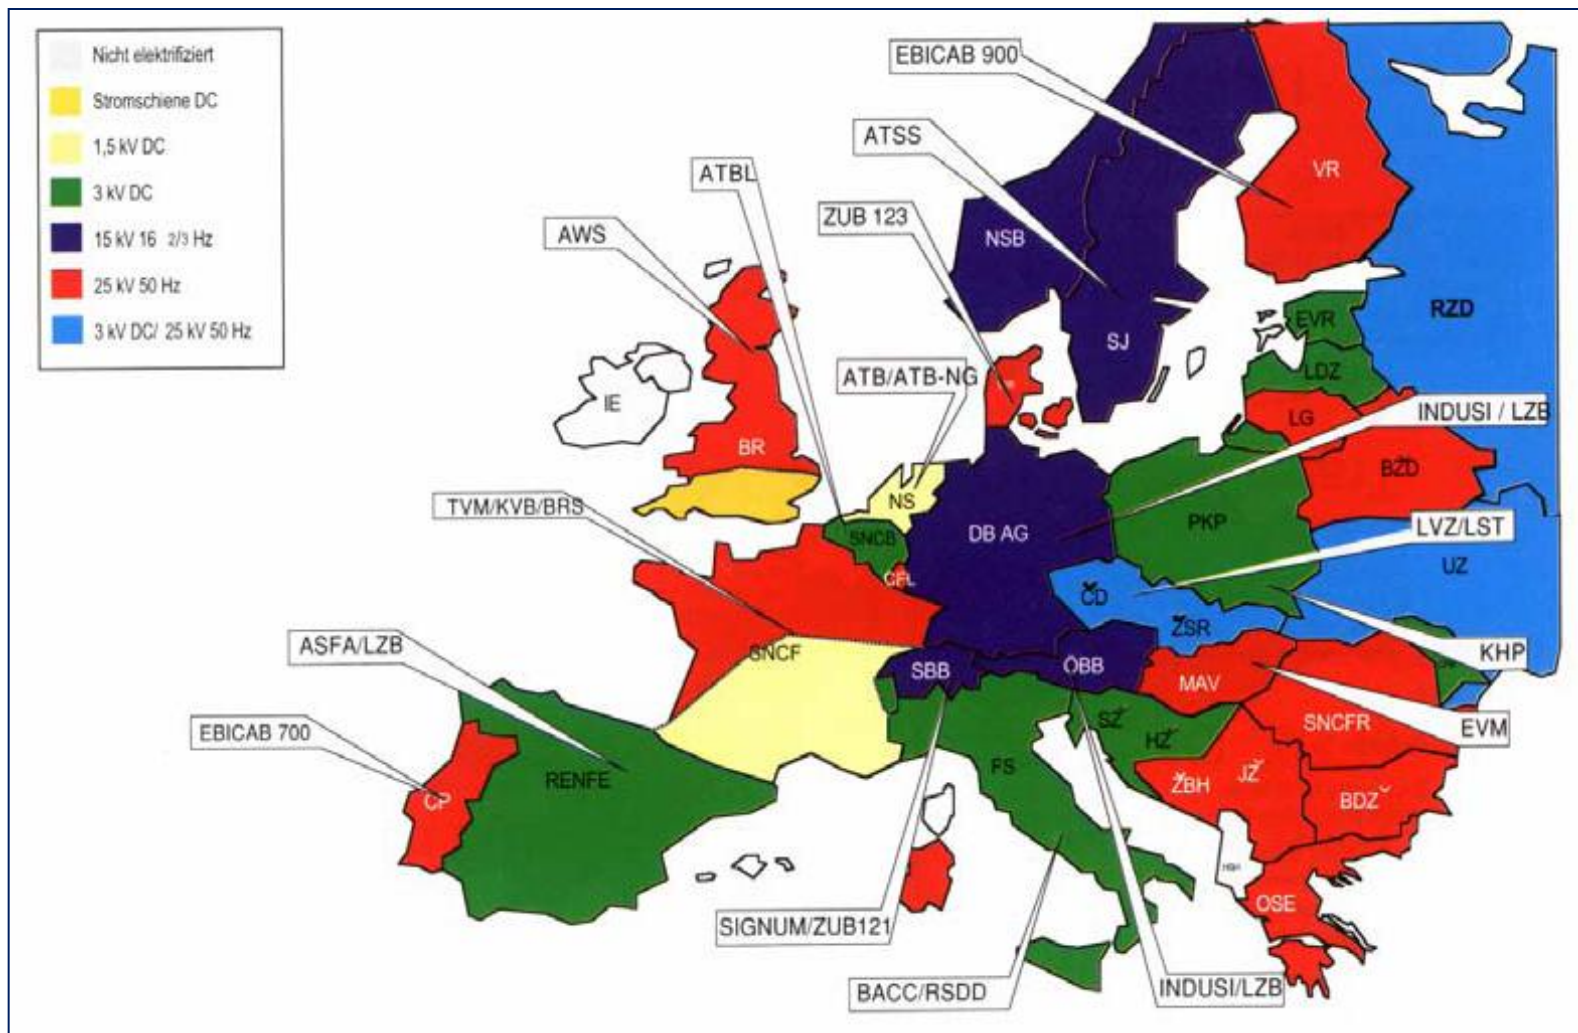 Nicht elektrifiziert
Stromschiene DC
1,5 kV DC
3 kV DC
15 kV 16 2/3 Hz
25 kV 50 Hz
3 kV DC/ 25 kV 50 Hz
EBICAB 900
ATSS
ATBL
ZUB 123
AWS
VR
NSB
RZD
EVR
SJ
LDZ
ATB/ATB-NG
IE
LG
INDUSI / LZB
BR
BŽD
TVM/KVB/BRS
NS
PKP
LVZ/LST
DB AG
SNCB
UZ
CFL
ČD
ŽSR
ASFA/LZB
SNCF
KHP
SBB
ÖBB
MAV
EBICAB 700
SŽ
SNCFR
EVM
HŽ
FS
RENFE
JŽ
ŽBH
CP
BDZ
OSE
SIGNUM/ZUB121
BACC/RSDD
INDUSI/LZB